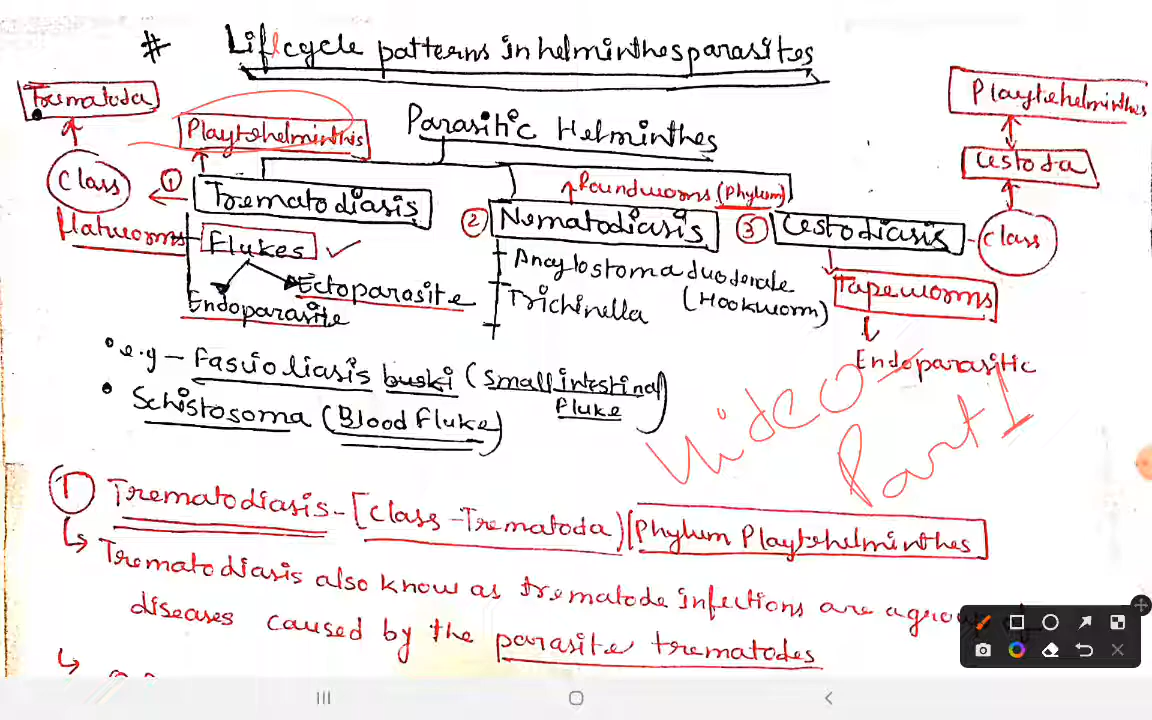 # Lifecycle patterns in helminthes parasites
Trematoda
Playtehelminthis
Parasitic Helminthes
Playtehelminthes
Cestoda
Class
①
Trematodiasis
Roundworms (Phylum)
② Nematodiasis
③ Cestodiasis - Class
Flatworms
Flukes ✓
Ectoparasite
Endoparasite
Ancylostoma duodenale
(Hookworm)
Trichinella
Tapeworms
Endoparasitic
• e.g - Fascioliasis buski (Small intestinal
fluke)
• Schistosoma (Blood Fluke)
Video-
Part 1
① Trematodiasis - [Class - Trematoda) [Phylum Playtehelminthes
Trematodiasis also know as trematode infections are a group
diseases caused by the parasite trematodes